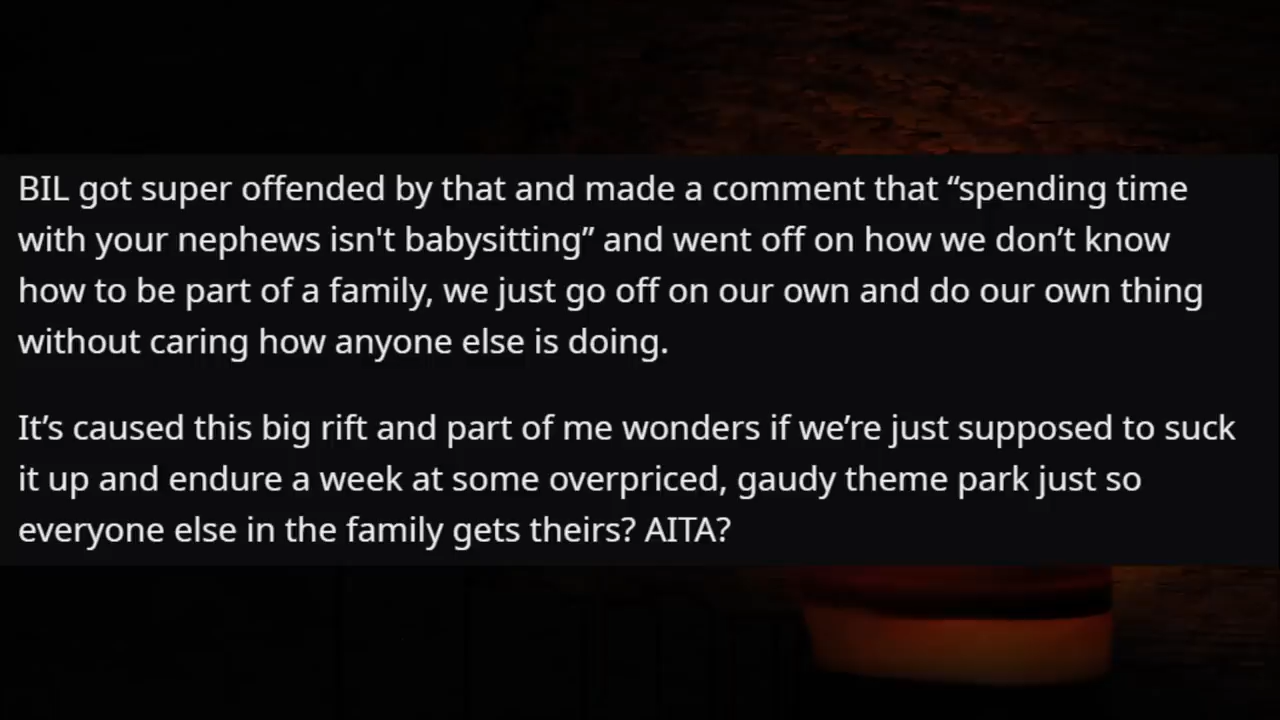 BIL got super offended by that and made a comment that “spending time
with your nephews isn't babysitting” and went off on how we don’t know
how to be part of a family, we just go off on our own and do our own thing
without caring how anyone else is doing.
It’s caused this big rift and part of me wonders if we’re just supposed to suck
it up and endure a week at some overpriced, gaudy theme park just so
everyone else in the family gets theirs? AITA?